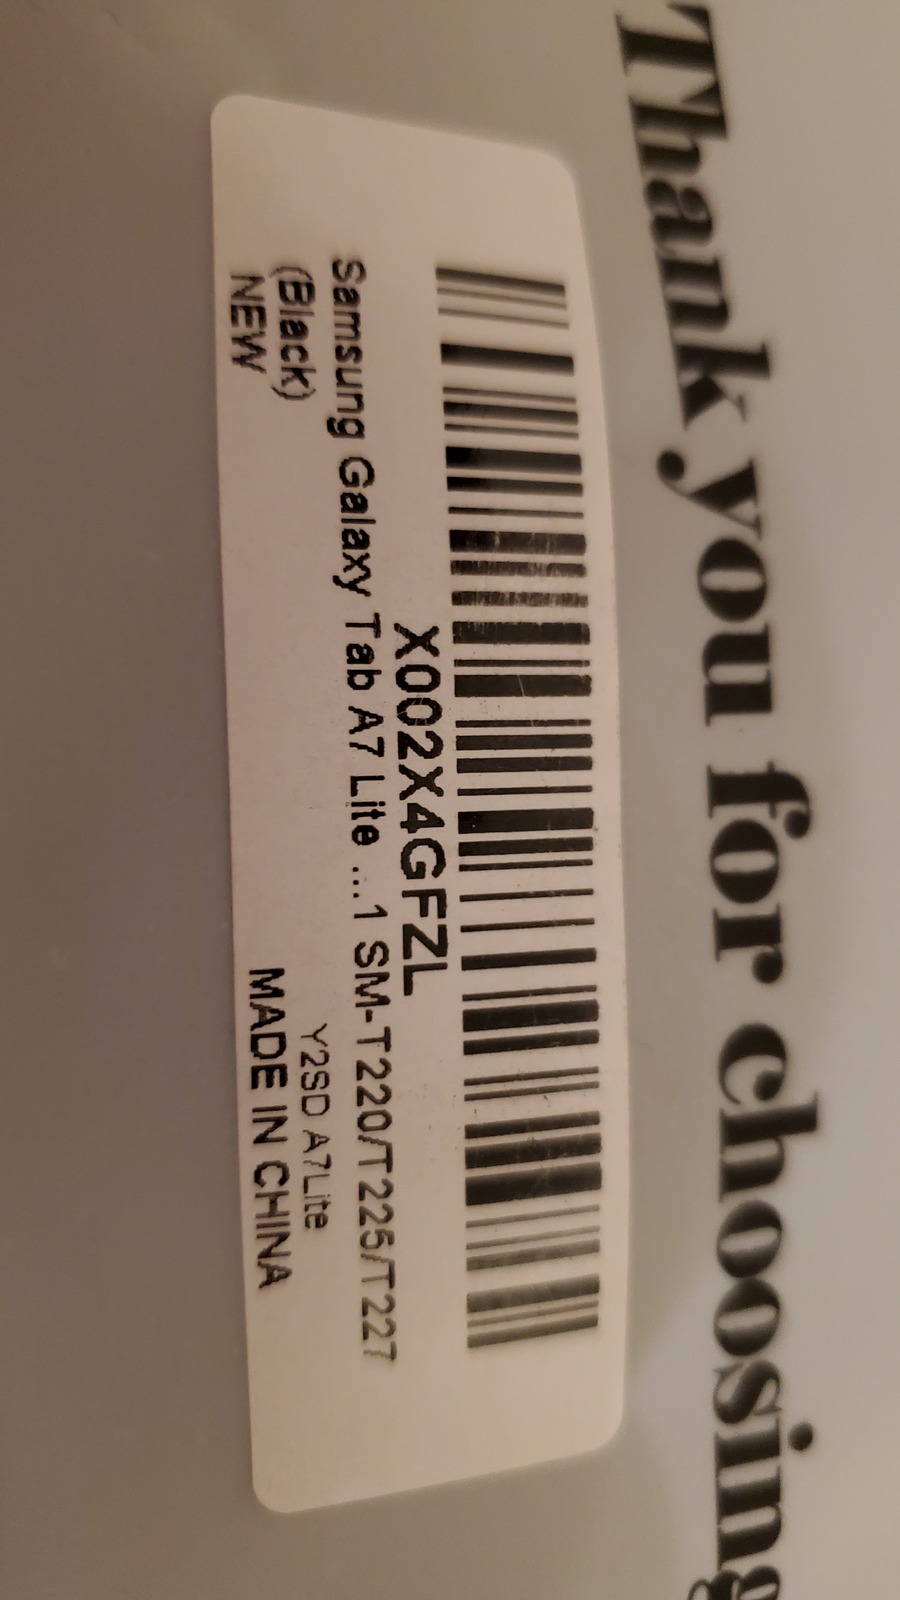 Thank you for choosing
X002X4GFZL
Samsung Galaxy Tab A7 Lite ...1 SM-T220/T225/T227
(Black)
Y2SD A7Lite
NEW
MADE IN CHINA